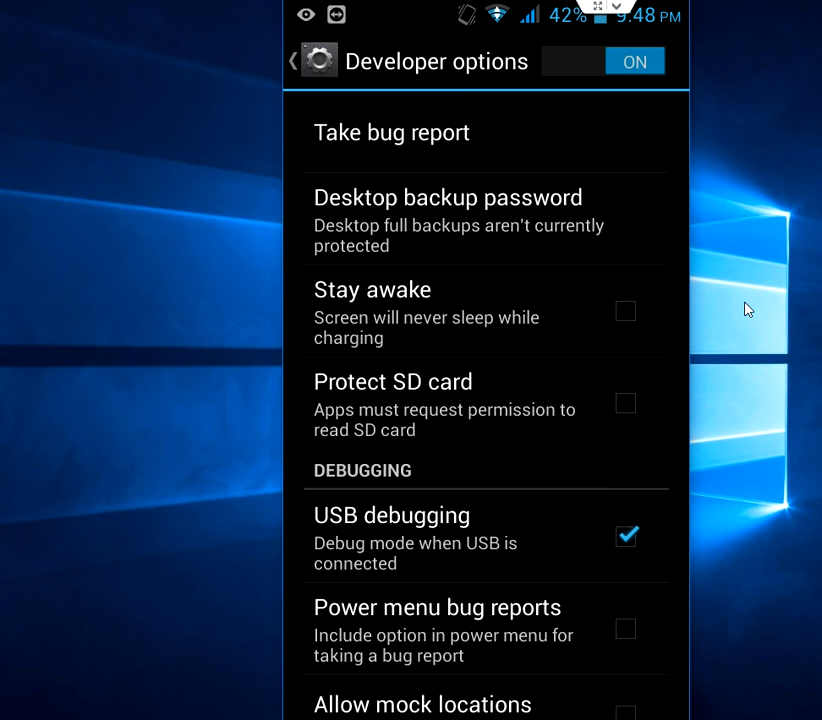 42% 9:48 PM
Developer options ON
Take bug report
Desktop backup password
Desktop full backups aren't currently
protected
Stay awake
Screen will never sleep while
charging
Protect SD card
Apps must request permission to
read SD card
DEBUGGING
USB debugging
Debug mode when USB is
connected
Power menu bug reports
Include option in power menu for
taking a bug report
Allow mock locations